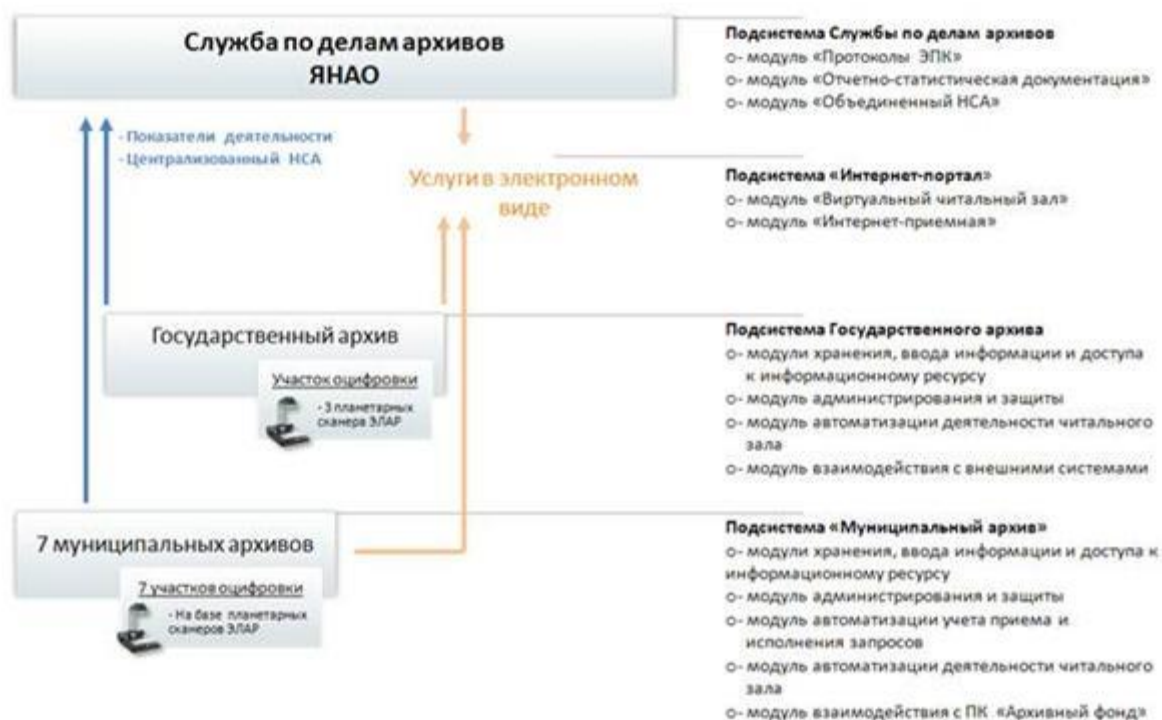 Служба по делам архивов
ЯНАО
- Показатели деятельности
- Централизованный НСА
Услуги в электронном
виде
Государственный архив
Участок оцифровки
- 3 планетарных
сканера ЭЛАР
7 муниципальных архивов
7 участков оцифровки
- На базе планетарных
сканеров ЭЛАР
Подсистема Службы по делам архивов
o- модуль «Протоколы ЭПК»
o- модуль «Отчетно-статистическая документация»
o- модуль «Объединенный НСА»
Подсистема «Интернет-портал»
o- модуль «Виртуальный читальный зал»
o- модуль «Интернет-приемная»
Подсистема Государственного архива
o- модули хранения, ввода информации и доступа
к информационному ресурсу
o- модуль администрирования и защиты
o- модуль автоматизации деятельности читального
зала
o- модуль взаимодействия с внешними системами
Подсистема «Муниципальный архив»
o- модули хранения, ввода информации и доступа к
информационному ресурсу
o- модуль администрирования и защиты
o- модуль автоматизации учета приема и
исполнения запросов
o- модуль автоматизации деятельности читального
зала
o- модуль взаимодействия с ПК «Архивный фонд»